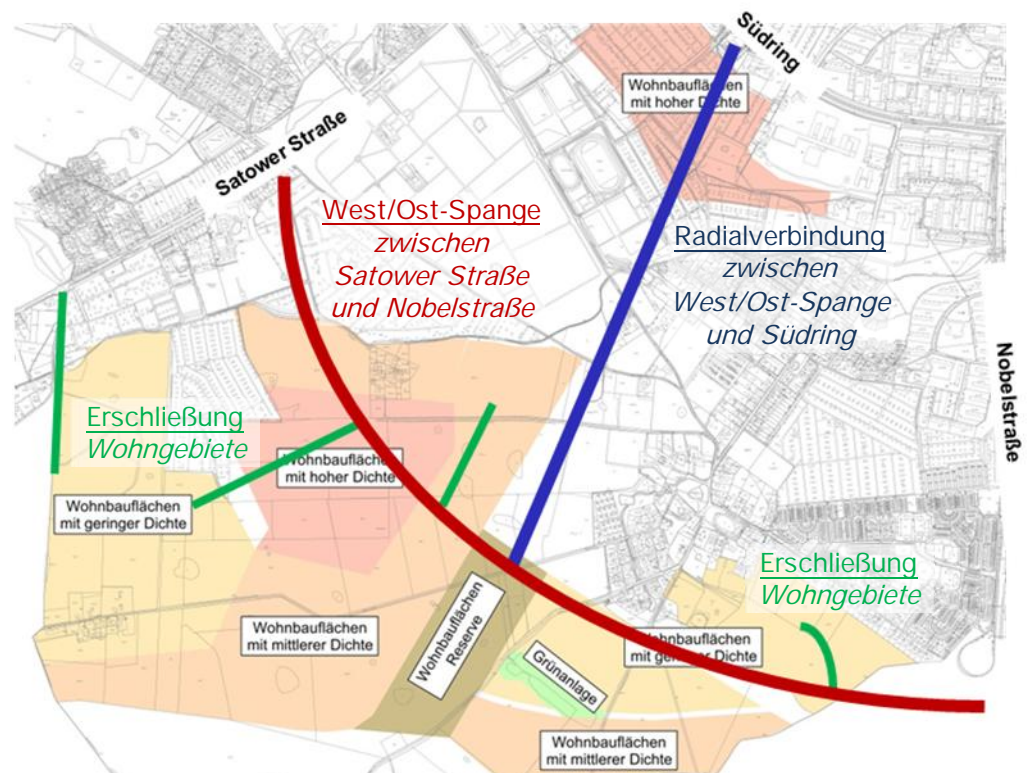 Südring
Wohnbauflächen
mit hoher Dichte
Satower Straße
West/Ost-Spange
zwischen
Satower Straße
und Nobelstraße
Radialverbindung
zwischen
West/Ost-Spange
und Südring
Nobelstraße
Erschließung
Wohngebiete
Wohnbauflächen
mit hoher Dichte
Wohnbauflächen
mit geringer Dichte
Erschließung
Wohngebiete
Wohnbauflächen
mit mittlerer Dichte
Wohnbauflächen
Reserve
Wohnbauflächen
mit geringer Dichte
Grünanlage
Wohnbauflächen
mit mittlerer Dichte